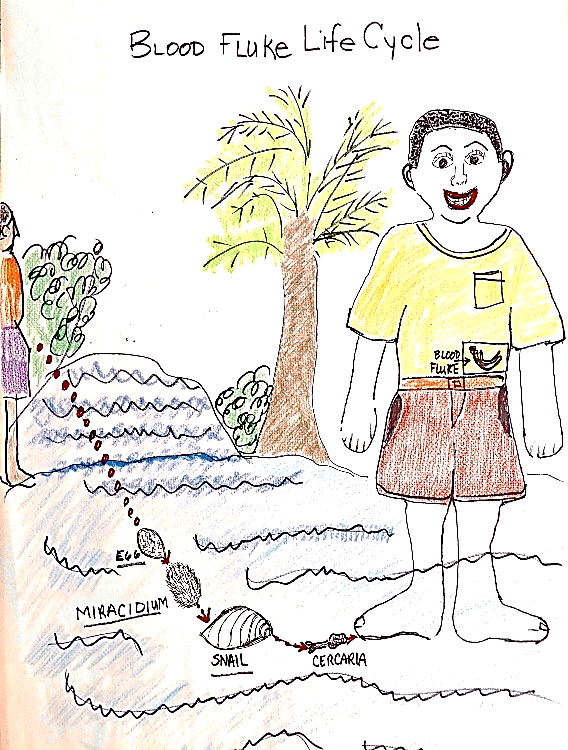 Blood Fluke Life Cycle
BLOOD
FLUKE
EGG
MIRACIDIUM
SNAIL
CERCARIA